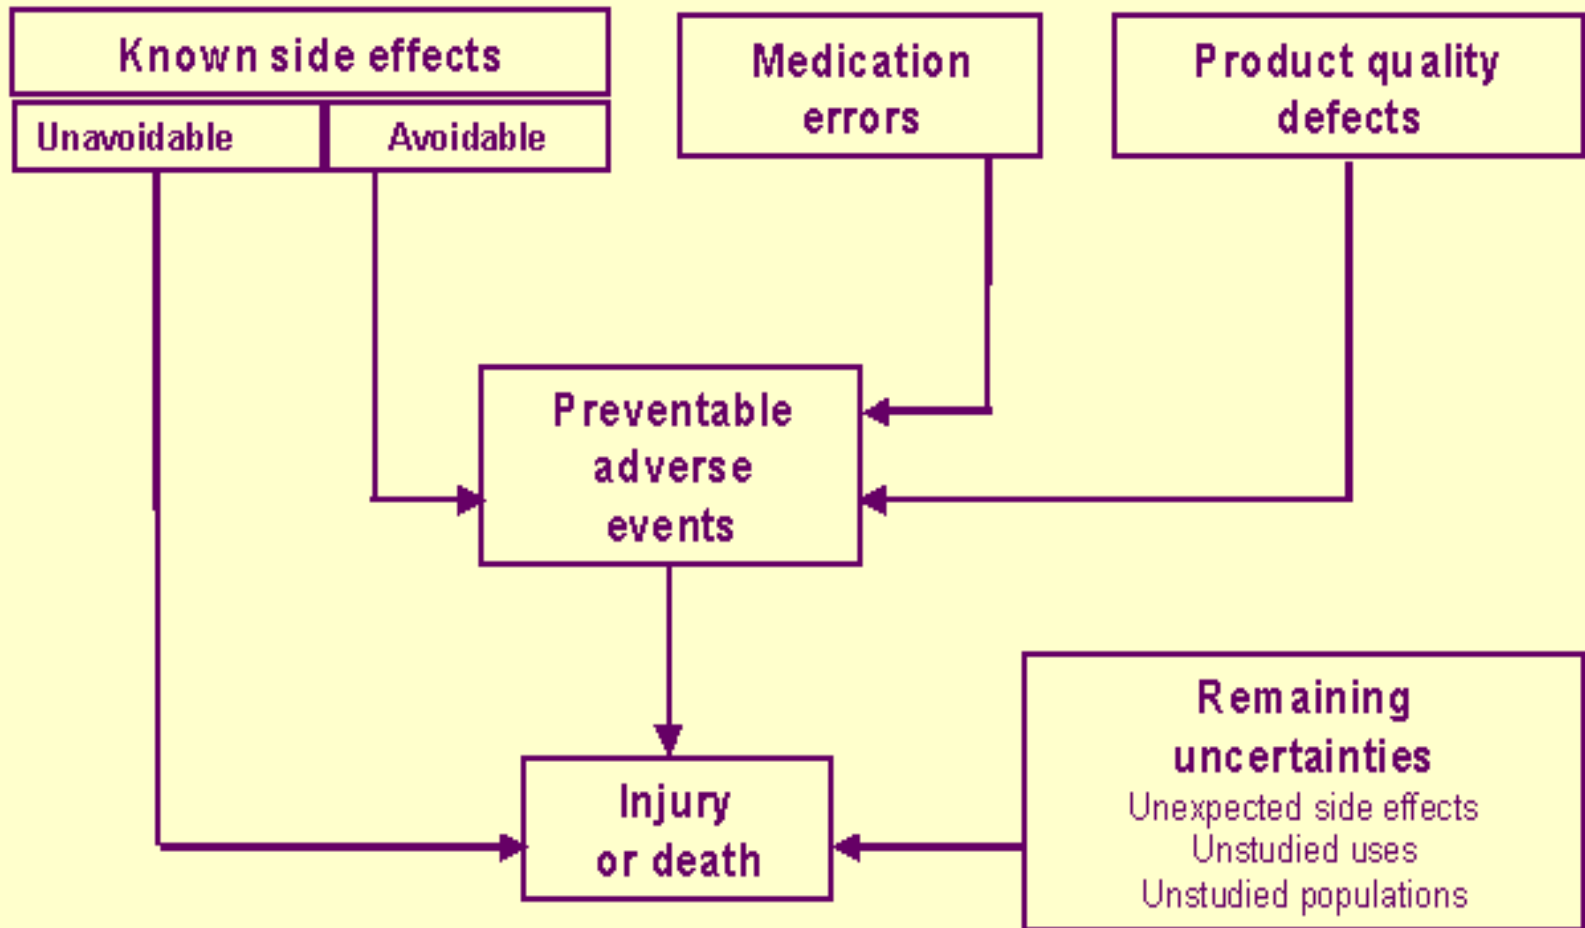 Known side effects
Unavoidable
Avoidable
Medication
errors
Product quality
defects
Preventable
adverse
events
Injury
or death
Remaining
uncertainties
Unexpected side effects
Unstudied uses
Unstudied populations